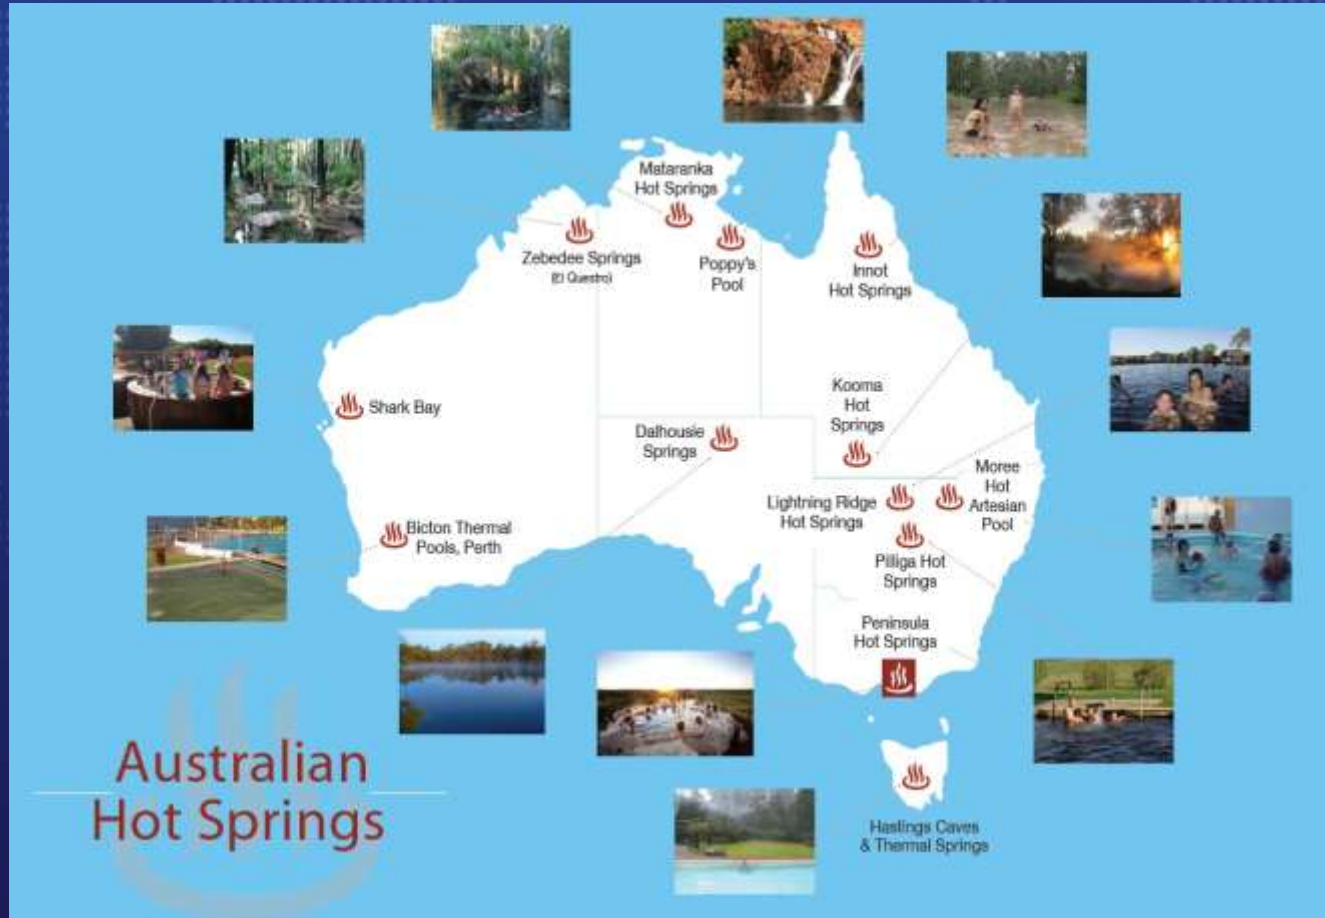 Mataranka
Hot Springs
Zebedee Springs
(El Questro)
Poppy's
Pool
Innot
Hot Springs
Shark Bay
Kooma
Hot
Springs
Dalhousie
Springs
Moree
Hot
Artesian
Pool
Lightning Ridge
Hot Springs
Bicton Thermal
Pools, Perth
Pilliga Hot
Springs
Peninsula
Hot Springs
Australian
Hot Springs
Hastings Caves
& Thermal Springs